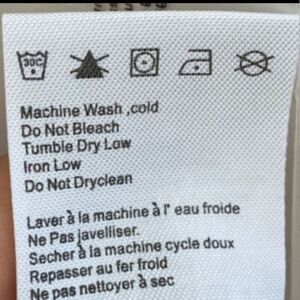 30C
Machine Wash ,cold
Do Not Bleach
Tumble Dry Low
Iron Low
Do Not Dryclean
Laver à la machine à l' eau froide
Ne Pas javelliser.
Secher à la machine cycle doux
Repasser au fer froid
Ne pas nettoyer à sec